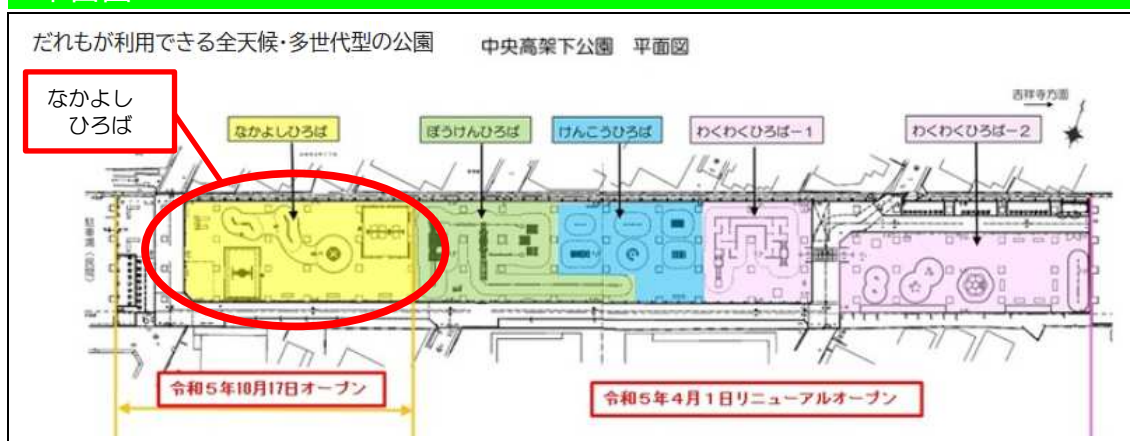 だれもが利用できる全天候・多世代型の公園
中央高架下公園　平面図
なかよし
ひろば
吉祥寺方面
なかよしひろば
ぼうけんひろば
けんこうひろば
わくわくひろばー1
わくわくひろばー2
令和5年10月17日オープン
令和5年4月1日リニューアルオープン